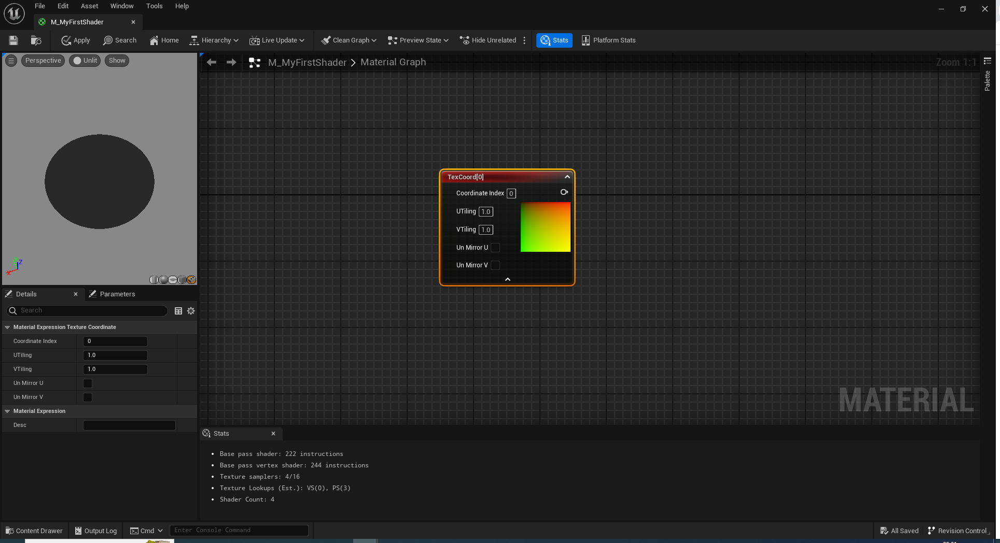 File Edit Asset Window Tools Help
M_MyFirstShader
Apply Search Home Hierarchy Live Update Clean Graph Preview State Hide Unrelated Stats Platform Stats
Perspective Unlit Show
M_MyFirstShader > Material Graph
Zoom 1:1
Palette
TexCoord[0]
Coordinate Index 0
UTiling 1.0
VTiling 1.0
Un Mirror U
Un Mirror V
MATERIAL
Z
X
Details Parameters
Search
Material Expression Texture Coordinate
Coordinate Index 0
UTiling 1.0
VTiling 1.0
Un Mirror U
Un Mirror V
Material Expression
Desc
Stats
• Base pass shader: 222 instructions
• Base pass vertex shader: 244 instructions
• Texture samplers: 4/16
• Texture Lookups (Est.): VS(0), PS(3)
• Shader Count: 4
Content Drawer Output Log Cmd Enter Console Command All Saved Revision Control